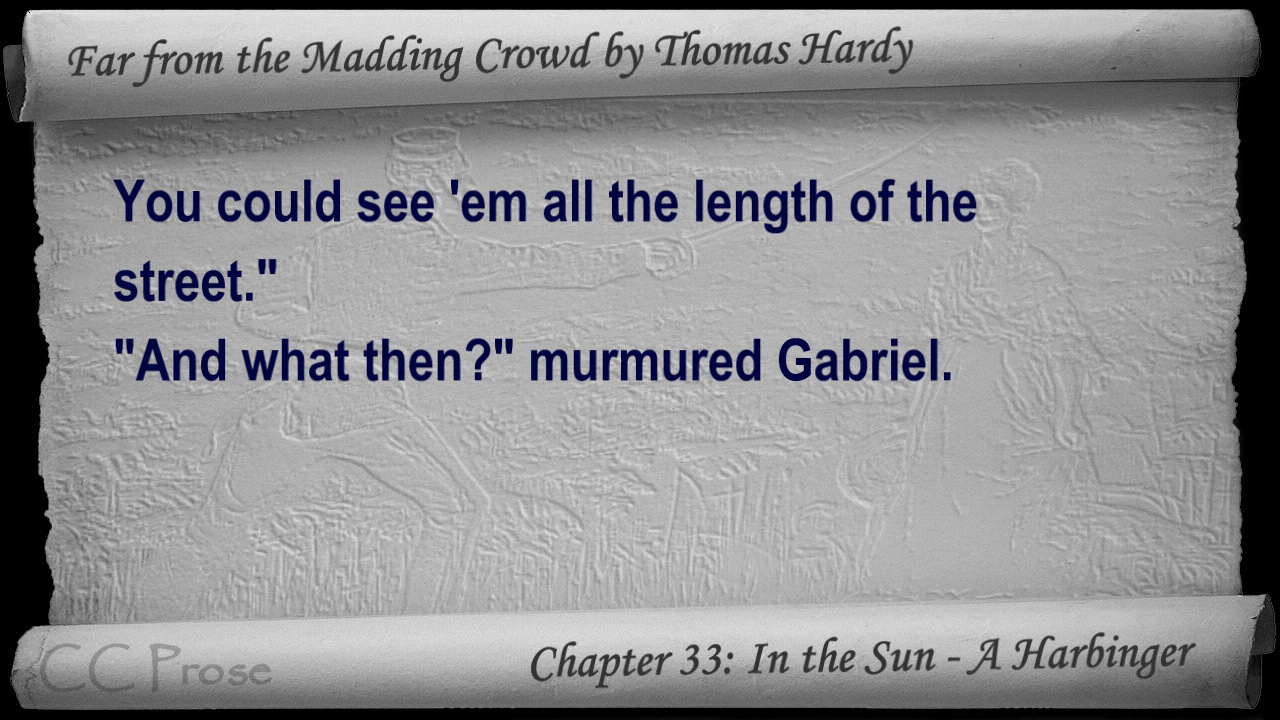 Far from the Madding Crowd by Thomas Hardy
You could see 'em all the length of the
street."
"And what then?" murmured Gabriel.
CC Prose
Chapter 33: In the Sun - A Harbinger